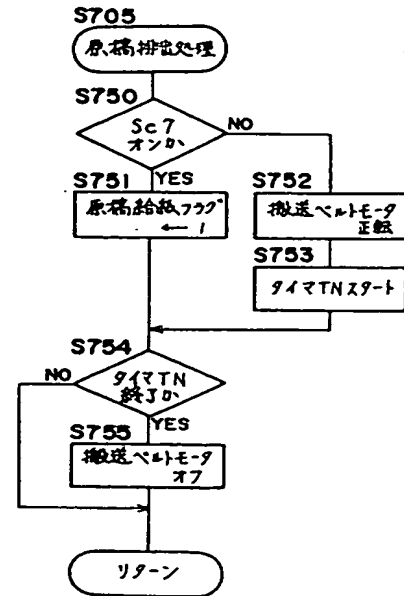 S705
原稿排出処理
S750
Sc7
オンか
NO
YES
S751
原稿給紙フラグ
← 1
S752
搬送ベルトモータ
正転
S753
タイマTNスタート
S754
タイマTN
終了か
NO
YES
S755
搬送ベルトモータ
オフ
リターン